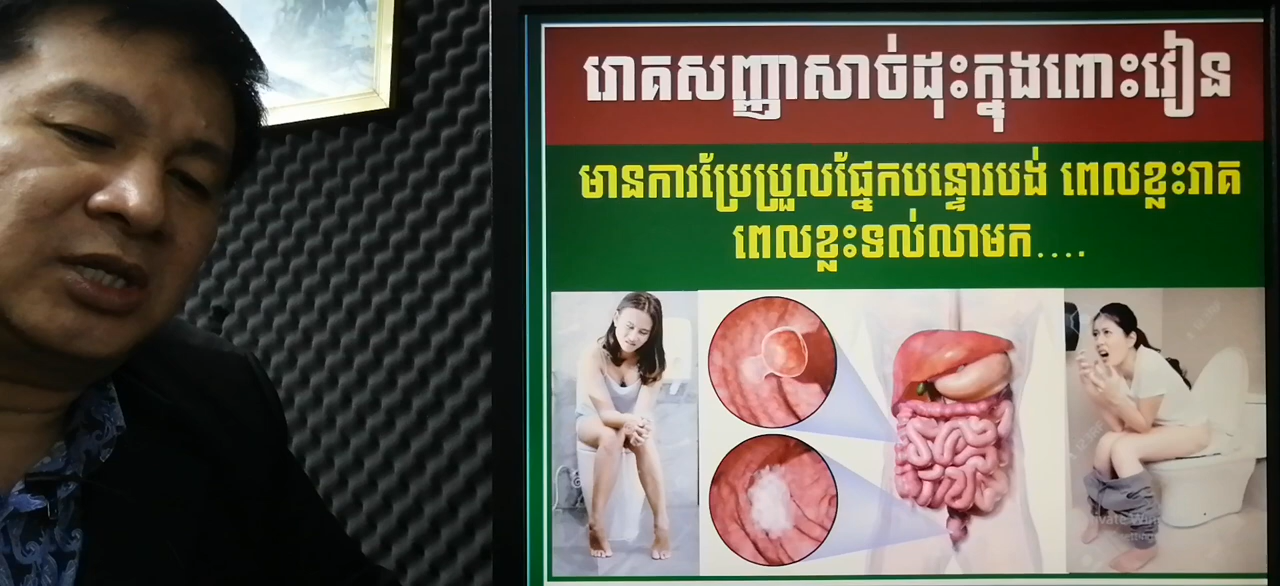 រោគសញ្ញាសាច់ដុះក្នុងពោះវៀន
មានការប្រែប្រួលផ្នែកបន្ទោរបង់ ពេលខ្លះរាគ
ពេលខ្លះទល់លាមក....